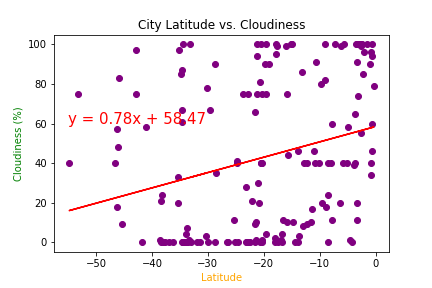 City Latitude vs. Cloudiness
100
80
60
40
20
0
Cloudiness (%)
y = 0.78x + 58.47
−50 −40 −30 −20 −10 0
Latitude